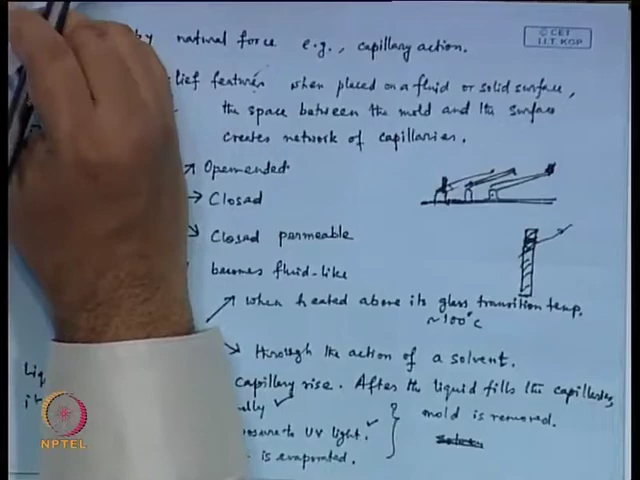 by natural force e.g., capillary action.
© CET
I.I.T. KGP
features when placed on a fluid or solid surface,
the space between the mold and the surface
creates network of capillaries.
→ Openended
→ Closed
→ Closed permeable
becomes fluid-like
when heated above its glass transition temp.
~100°C
through the action of a solvent.
capillary rise. After the liquid fills the capillaries,
mold is removed.
to UV light.
is evaporated.
NPTEL